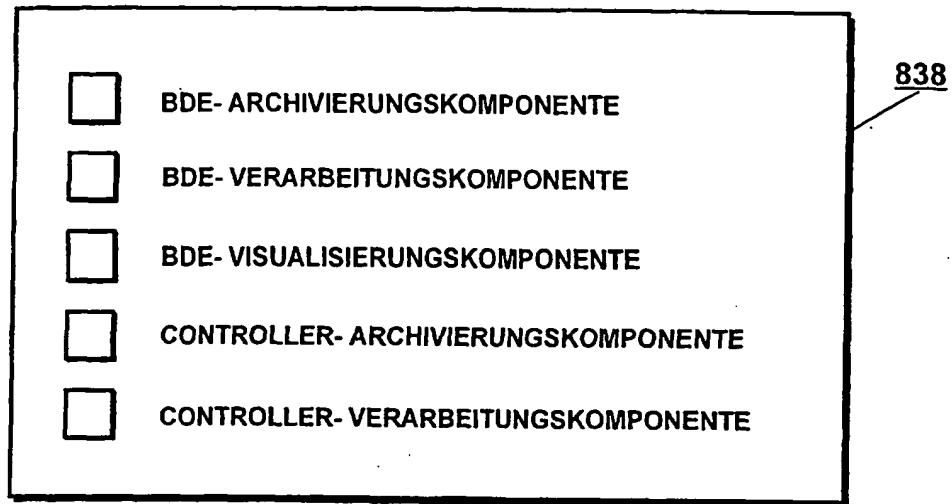 838
BDE- ARCHIVIERUNGSKOMPONENTE
BDE- VERARBEITUNGSKOMPONENTE
BDE- VISUALISIERUNGSKOMPONENTE
CONTROLLER- ARCHIVIERUNGSKOMPONENTE
CONTROLLER- VERARBEITUNGSKOMPONENTE